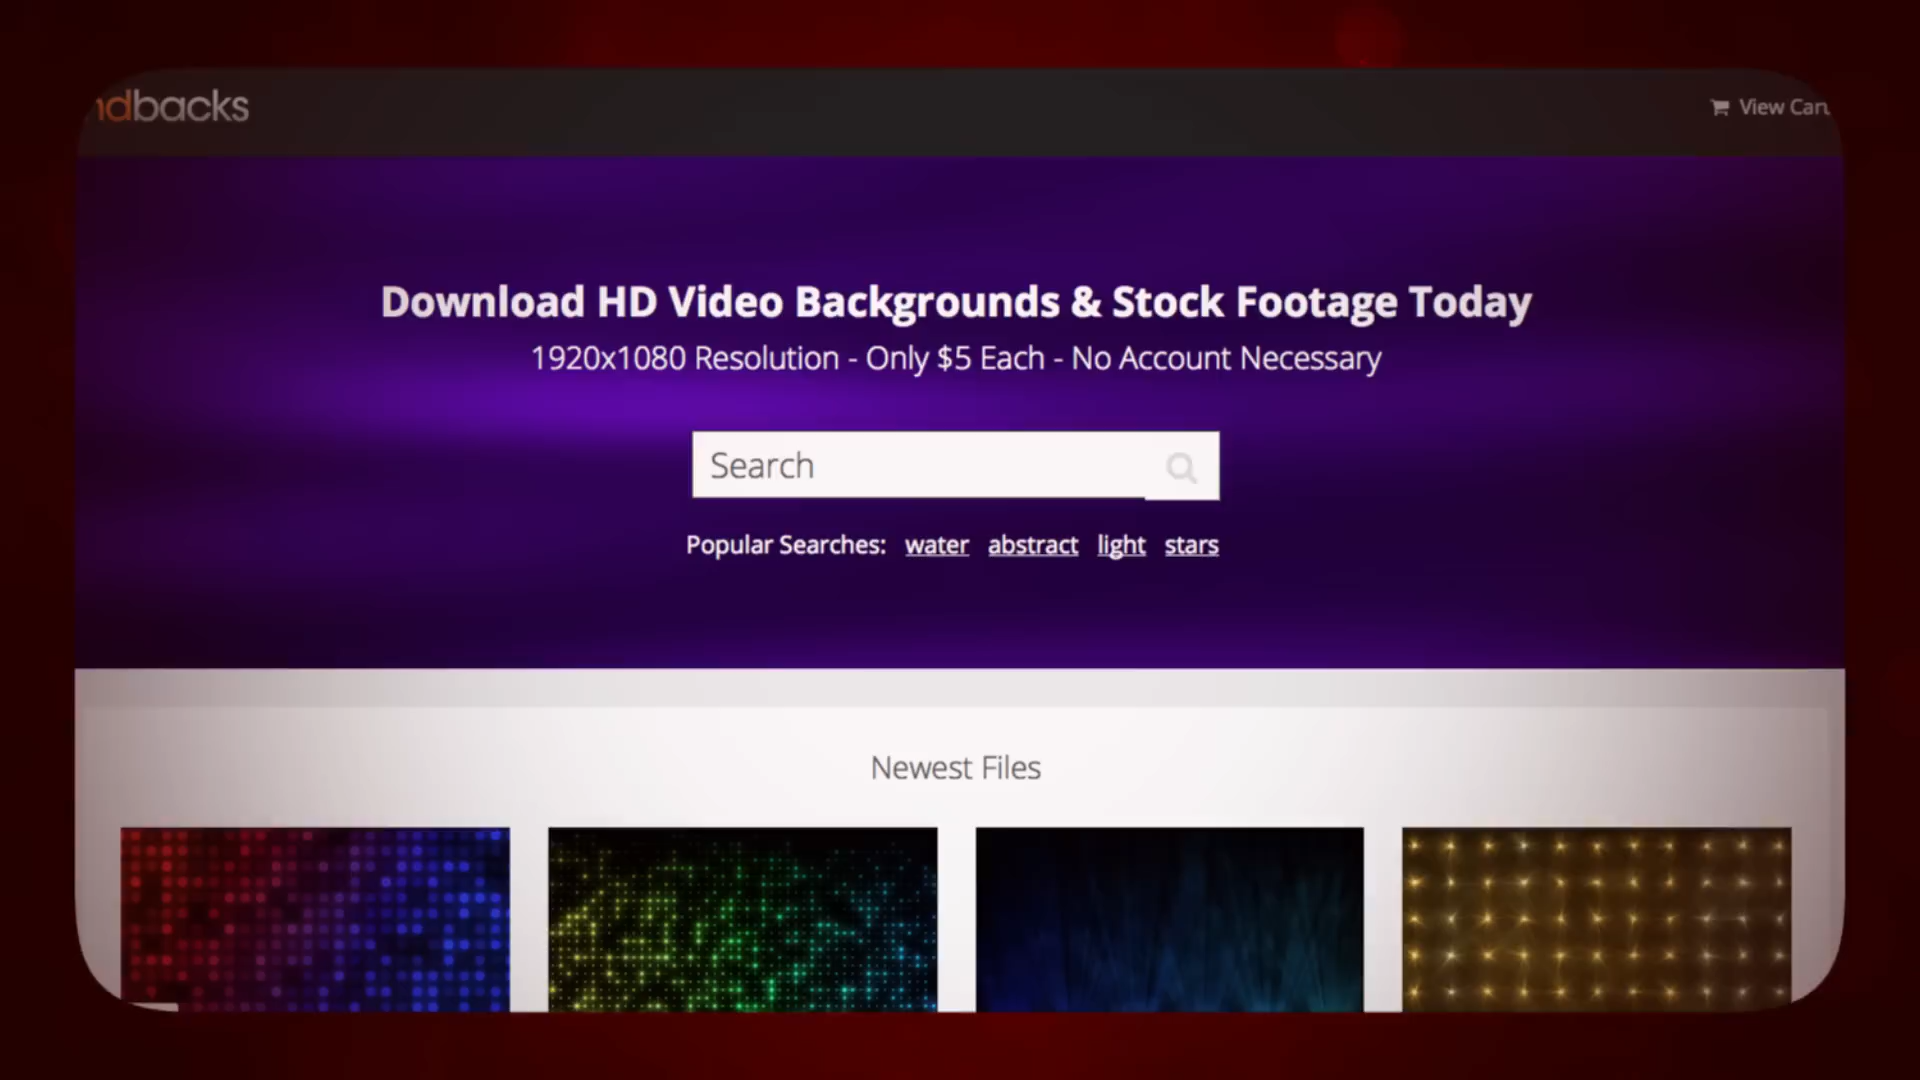 ndbacks
View Cart
Download HD Video Backgrounds & Stock Footage Today
1920x1080 Resolution - Only $5 Each - No Account Necessary
Search
Popular Searches: water abstract light stars
Newest Files